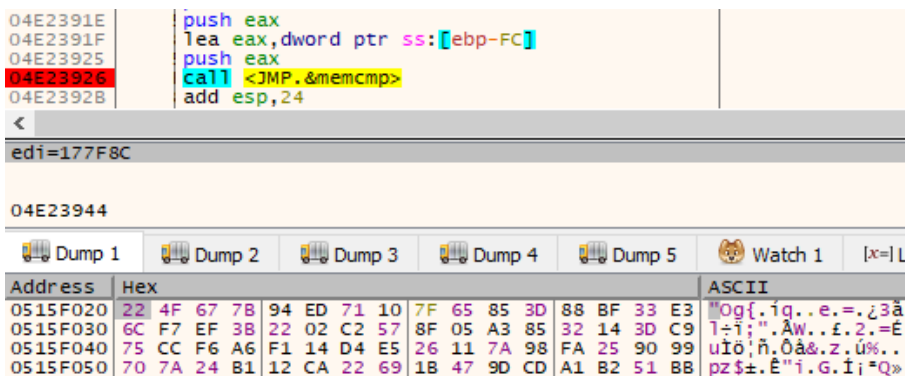 04E2391E push eax
04E2391F lea eax,dword ptr ss:[ebp-FC]
04E23925 push eax
04E23926 call <JMP.&memcmp>
04E2392B add esp,24
<
edi=177F8C
04E23944
Dump 1 Dump 2 Dump 3 Dump 4 Dump 5 Watch 1 [x=] L
Address Hex ASCII
0515F020 22 4F 67 7B 94 ED 71 10 7F 65 85 3D 88 BF 33 E3 "Og{.íq..e.=.¿3ã
0515F030 6C F7 EF 3B 22 02 C2 57 8F 05 A3 85 32 14 3D C9 l÷ï;".ÂW..£.2.=É
0515F040 75 CC F6 A6 F1 14 D4 E5 26 11 7A 98 FA 25 90 99 uÌö¦ñ.Ôå&.z.ú%..
0515F050 70 7A 24 B1 12 CA 22 69 1B 47 9D CD A1 B2 51 BB pz$±.Ê"i.G.Í¡²Q»